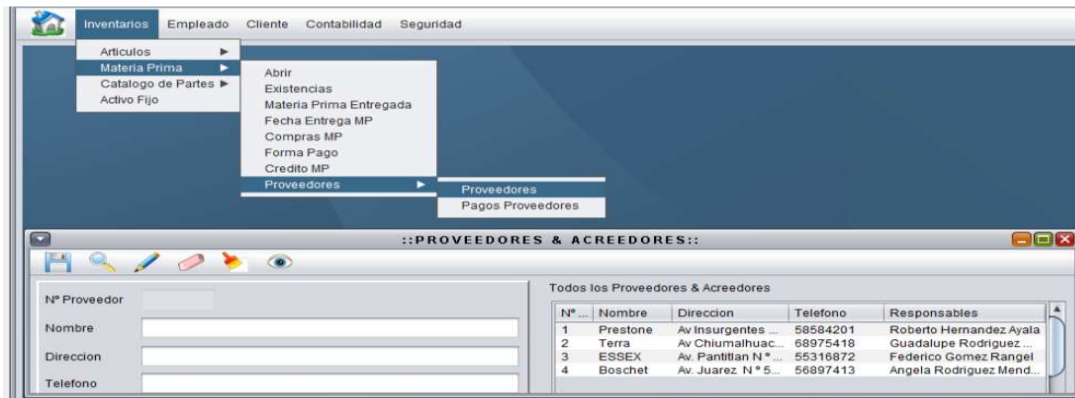 Inventarios Empleado Cliente Contabilidad Seguridad
Articulos
Materia Prima
Catalogo de Partes
Activo Fijo
Abrir
Existencias
Materia Prima Entregada
Fecha Entrega MP
Compras MP
Forma Pago
Credito MP
Proveedores
Proveedores
Pagos Proveedores
::PROVEEDORES & ACREEDORES::
N° Proveedor
Nombre
Direccion
Telefono
Todos los Proveedores & Acreedores
N° ... Nombre Direccion Telefono Responsables
1 Prestone Av Insurgentes ... 58584201 Roberto Hernandez Ayala
2 Terra Av Chiumalhuac... 68975418 Guadalupe Rodriguez ...
3 ESSEX Av. Pantitlan N ° ... 55316872 Federico Gomez Rangel
4 Boschet Av. Juarez N ° 5... 56897413 Angela Rodriguez Mend...